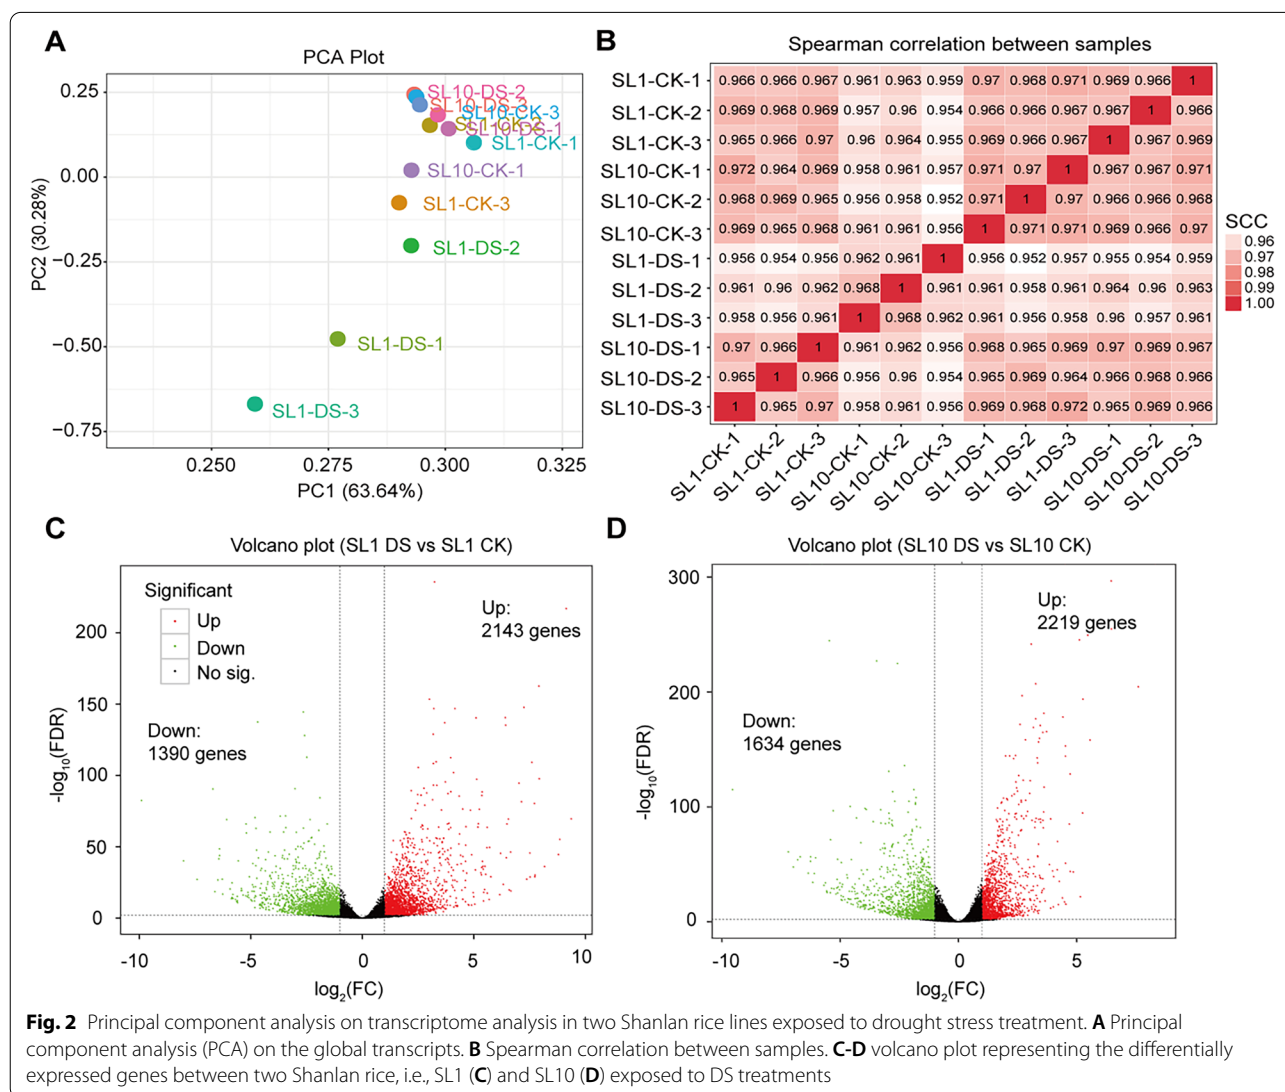 A
PCA Plot
PC2 (30.28%)
0.25
0.00
−0.25
−0.50
−0.75
SL10-DS-2
SL10-DS-3
SL10-CK-3
SL10-DS-1
SL1-CK-1
SL10-CK-1
SL1-CK-3
SL1-DS-2
SL1-DS-1
SL1-DS-3
0.250 0.275 0.300 0.325
PC1 (63.64%)
B
Spearman correlation between samples
SL1-CK-1 0.966 0.966 0.967 0.961 0.963 0.959 0.97 0.968 0.971 0.969 0.966 1
SL1-CK-2 0.969 0.968 0.969 0.957 0.96 0.954 0.966 0.966 0.967 0.967 1 0.966
SL1-CK-3 0.965 0.966 0.97 0.96 0.964 0.955 0.969 0.966 0.967 1 0.967 0.969
SL10-CK-1 0.972 0.964 0.969 0.958 0.961 0.957 0.971 0.97 1 0.967 0.967 0.971
SL10-CK-2 0.968 0.969 0.965 0.956 0.958 0.952 0.971 1 0.97 0.966 0.966 0.968
SL10-CK-3 0.969 0.965 0.968 0.961 0.961 0.956 1 0.971 0.971 0.969 0.966 0.97
SL1-DS-1 0.956 0.954 0.956 0.962 0.961 1 0.956 0.952 0.957 0.955 0.954 0.959
SL1-DS-2 0.961 0.96 0.962 0.968 1 0.961 0.961 0.958 0.961 0.964 0.96 0.963
SL1-DS-3 0.958 0.956 0.961 1 0.968 0.962 0.961 0.956 0.958 0.96 0.957 0.961
SL10-DS-1 0.97 0.966 1 0.961 0.962 0.956 0.968 0.965 0.969 0.97 0.969 0.967
SL10-DS-2 0.965 1 0.966 0.956 0.96 0.954 0.965 0.969 0.964 0.966 0.968 0.966
SL10-DS-3 1 0.965 0.97 0.958 0.961 0.956 0.969 0.968 0.972 0.965 0.969 0.966
SL1-CK-1 SL1-CK-2 SL1-CK-3 SL10-CK-1 SL10-CK-2 SL10-CK-3 SL1-DS-1 SL1-DS-2 SL1-DS-3 SL10-DS-1 SL10-DS-2 SL10-DS-3
SCC
0.96
0.97
0.98
0.99
1.00
C
Volcano plot (SL1 DS vs SL1 CK)
Significant
Up
Down
No sig.
Up:
2143 genes
Down:
1390 genes
-log10(FDR)
200
150
100
50
0
-10 -5 0 5 10
log2(FC)
D
Volcano plot (SL10 DS vs SL10 CK)
Up:
2219 genes
Down:
1634 genes
-log10(FDR)
300
200
100
0
-10 -5 0 5
log2(FC)
Fig. 2 Principal component analysis on transcriptome analysis in two Shanlan rice lines exposed to drought stress treatment. A Principal
component analysis (PCA) on the global transcripts. B Spearman correlation between samples. C-D volcano plot representing the differentially
expressed genes between two Shanlan rice, i.e., SL1 (C) and SL10 (D) exposed to DS treatments